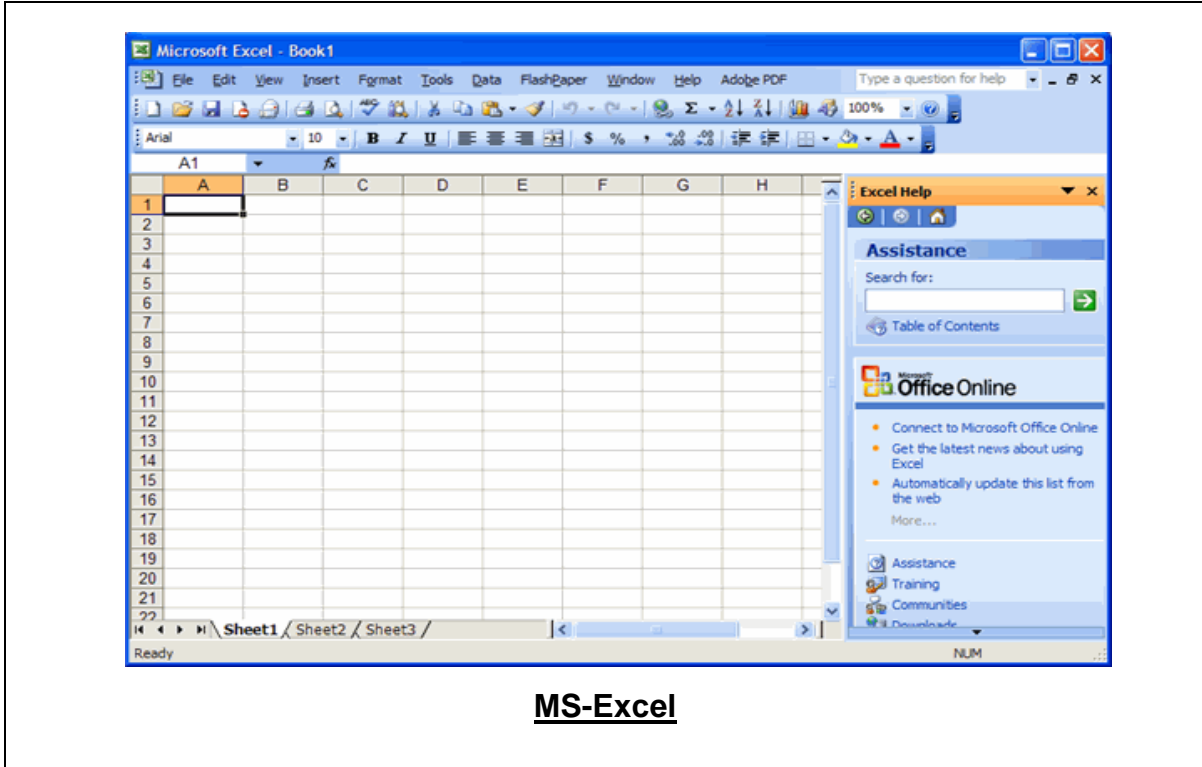 Microsoft Excel - Book1
File Edit View Insert Format Tools Data FlashPaper Window Help Adobe PDF Type a question for help
100%
Arial 10 B I U $ % , A
A1 fx
A B C D E F G H
Excel Help
1
2
3
4
5
6
7
8
9
10
11
12
13
14
15
16
17
18
19
20
21
22
Assistance
Search for:
Table of Contents
Microsoft
Office Online
Connect to Microsoft Office Online
Get the latest news about using
Excel
Automatically update this list from
the web
More...
Assistance
Training
Communities
Downloads
Sheet1 Sheet2 Sheet3
Ready NUM
MS-Excel